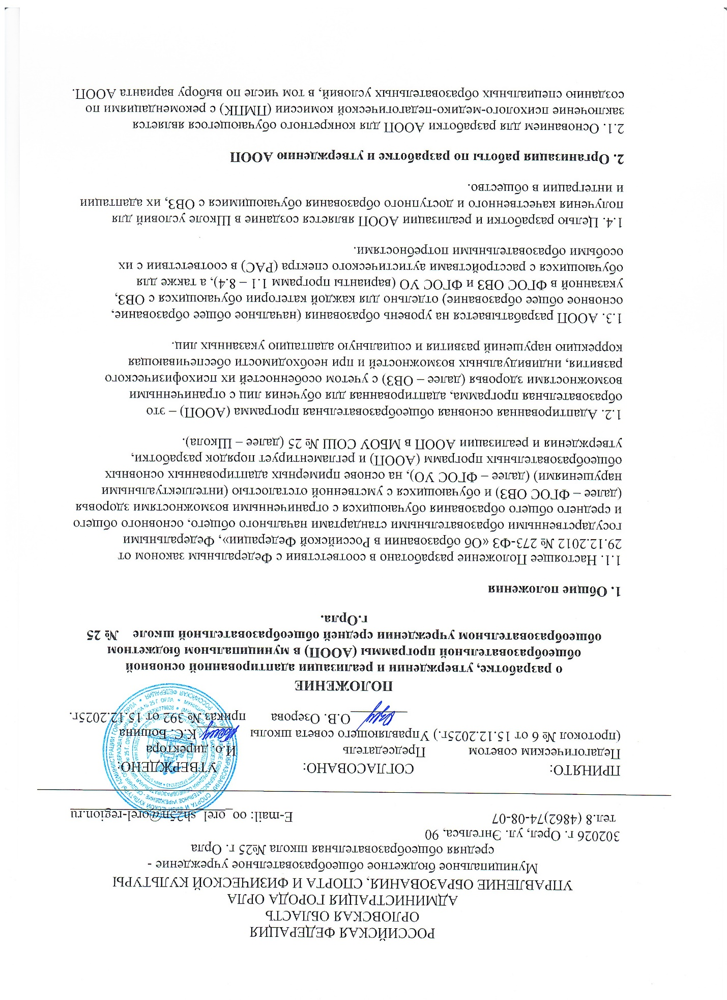 РОССИЙСКАЯ ФЕДЕРАЦИЯ
ОРЛОВСКАЯ ОБЛАСТЬ
АДМИНИСТРАЦИЯ ГОРОДА ОРЛА
УПРАВЛЕНИЕ ОБРАЗОВАНИЯ, СПОРТА И ФИЗИЧЕСКОЙ КУЛЬТУРЫ
Муниципальное бюджетное общеобразовательное учреждение -
средняя общеобразовательная школа №25 г. Орла
302026 г. Орел, ул. Энгельса, 90
тел.8 (4862)74-08-07 E-mail: oo_orel_sh25n@orel-region.ru
ПРИНЯТО: СОГЛАСОВАНО: УТВЕРЖДЕНО:
Педагогическим советом Председатель И.о. директора
(протокол № 6 от 15.12.2025г.) Управляющего совета школы К.С. Бошина
О.В. Озерова приказ № 392 от 15.12.2025г.
ПОЛОЖЕНИЕ
о разработке, утверждении и реализации адаптированной основной
общеобразовательной программы (АООП) в муниципальном бюджетном
общеобразовательном учреждении средней общеобразовательной школе № 25
г.Орла.
1. Общие положения
1.1. Настоящее Положение разработано в соответствии с Федеральным законом от
29.12.2012 № 273-ФЗ «Об образовании в Российской Федерации», Федеральными
государственными образовательными стандартами начального общего, основного общего
и среднего общего образования обучающихся с ограниченными возможностями здоровья
(далее – ФГОС ОВЗ) и обучающихся с умственной отсталостью (интеллектуальными
нарушениями) (далее – ФГОС УО), на основе примерных адаптированных основных
общеобразовательных программ (АООП) и регламентирует порядок разработки,
утверждения и реализации АООП в МБОУ СОШ № 25 (далее – Школа).
1.2. Адаптированная основная общеобразовательная программа (АООП) – это
образовательная программа, адаптированная для обучения лиц с ограниченными
возможностями здоровья (далее – ОВЗ) с учетом особенностей их психофизического
развития, индивидуальных возможностей и при необходимости обеспечивающая
коррекцию нарушений развития и социальную адаптацию указанных лиц.
1.3. АООП разрабатывается на уровень образования (начальное общее образование,
основное общее образование) отдельно для каждой категории обучающихся с ОВЗ,
указанной в ФГОС ОВЗ и ФГОС УО (варианты программ 1.1 – 8.4), а также для
обучающихся с расстройствами аутистического спектра (РАС) в соответствии с их
особыми образовательными потребностями.
1.4. Целью разработки и реализации АООП является создание в Школе условий для
получения качественного и доступного образования обучающимися с ОВЗ, их адаптации
и интеграции в общество.
2. Организация работы по разработке и утверждению АООП
2.1. Основанием для разработки АООП для конкретного обучающегося является
заключение психолого-медико-педагогической комиссии (ПМПК) с рекомендациями по
созданию специальных образовательных условий, в том числе по выбору варианта АООП.